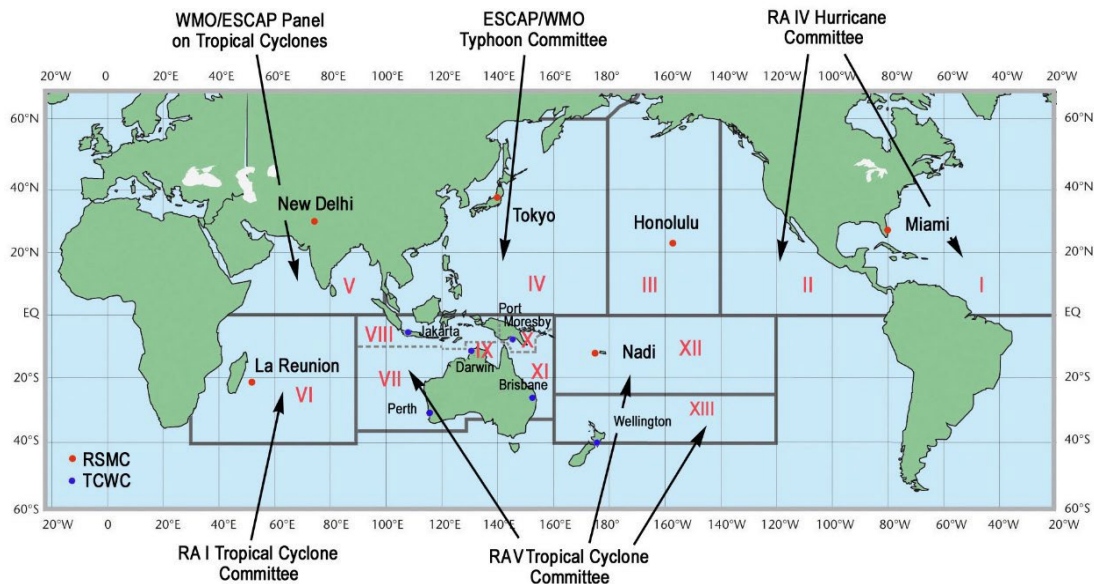 WMO/ESCAP Panel
on Tropical Cyclones
ESCAP/WMO
Typhoon Committee
RA IV Hurricane
Committee
20°W 0° 20°E 40°E 60°E 80°E 100°E 120°E 140°E 160°E 180° 160°W 140°W 120°W 100°W 80°W 60°W 40°W 20°W
60°N 60°N
40°N 40°N
New Delhi Tokyo Honolulu Miami
20°N 20°N
V IV III II I
EQ EQ
Port
Moresby
VIII Jakarta IX X
Darwin
La Reunion Nadi XII
20°S 20°S
VI VII XI
Brisbane
Perth Wellington XIII
40°S 40°S
RSMC
TCWC
60°S 60°S
20°W 0° 20°E 40°E 60°E 80°E 100°E 120°E 140°E 160°E 180° 160°W 140°W 120°W 100°W 80°W 60°W 40°W 20°W
RA I Tropical Cyclone
Committee
RA V Tropical Cyclone
Committee